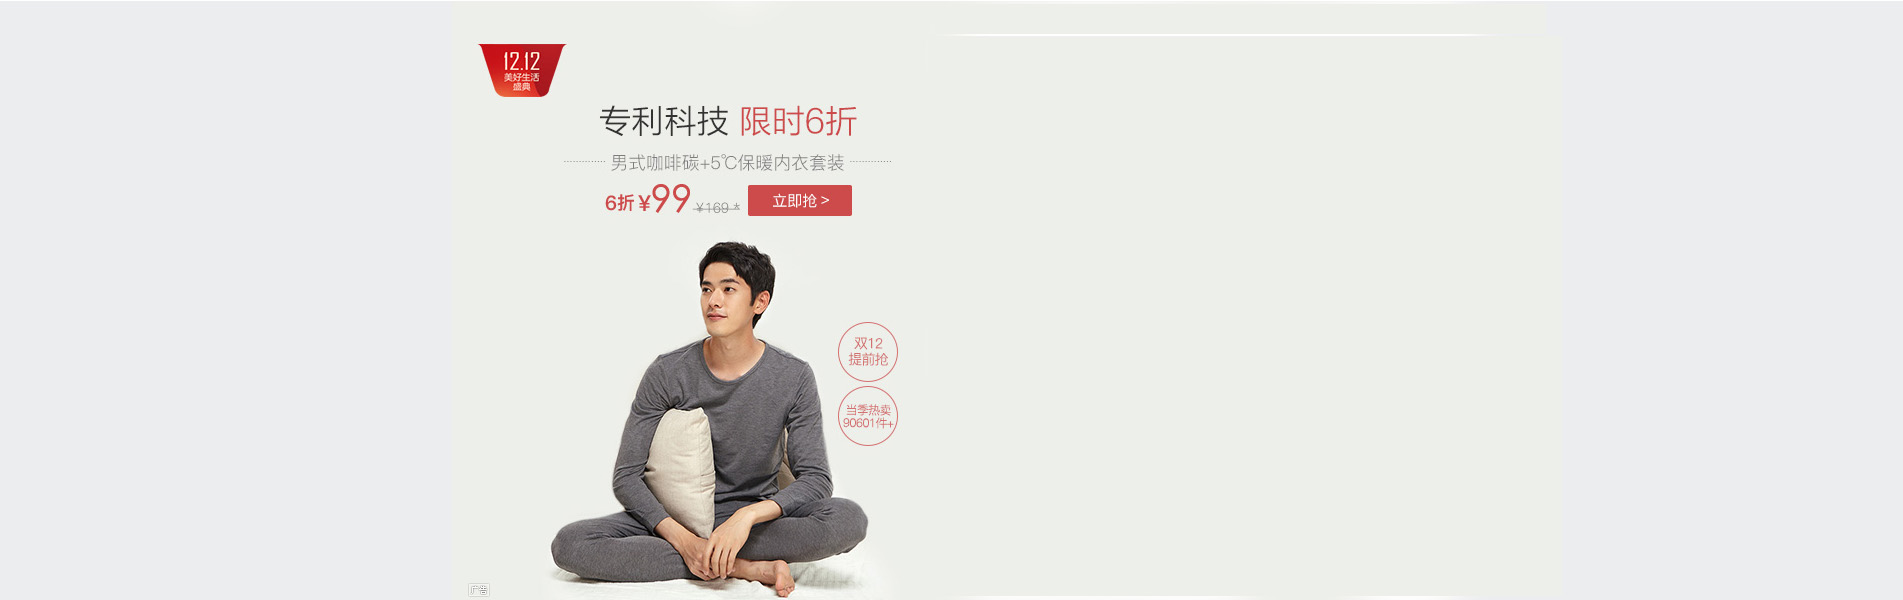 12.12
美好生活
盛典
专利科技 限时6折
男式咖啡碳+5℃保暖内衣套装
6折 ¥99 ¥169 * 立即抢 >
双12
提前抢
当季热卖
90601件+
广告